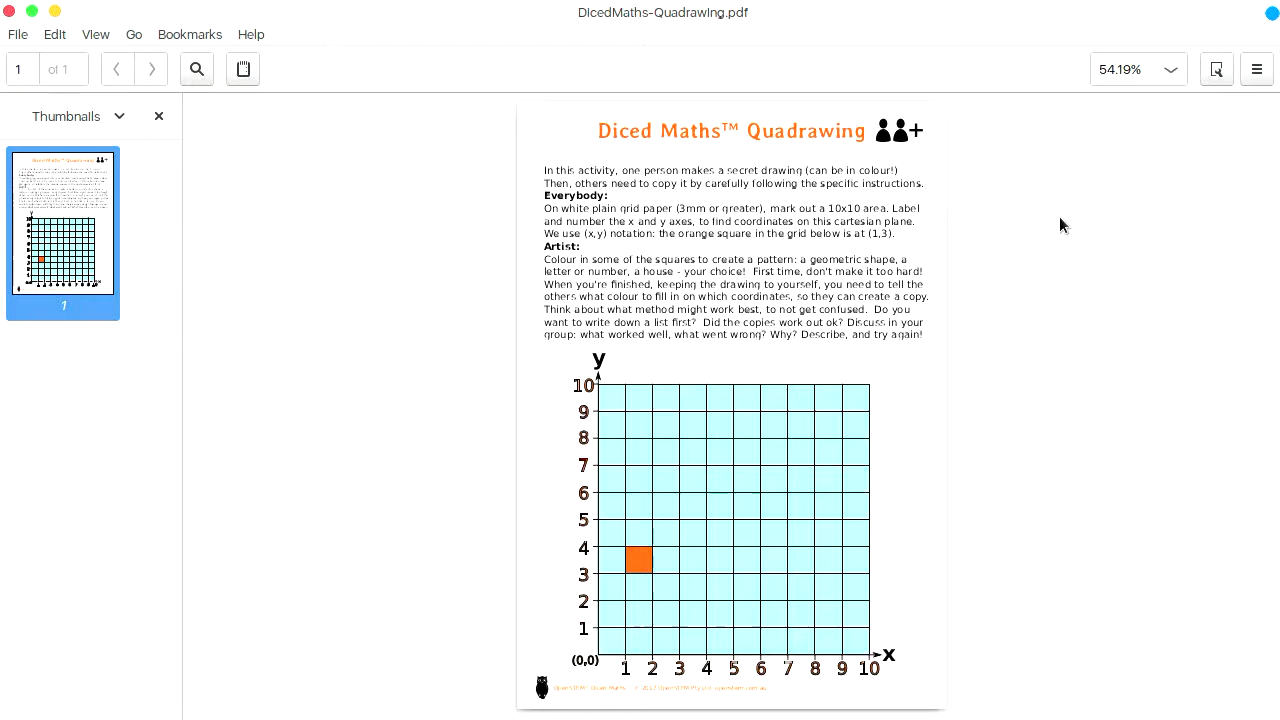 DicedMaths-Quadrawing.pdf
File Edit View Go Bookmarks Help
1 of 1
54.19%
Thumbnails
1
Diced Maths™ Quadrawing
In this activity, one person makes a secret drawing (can be in colour!)
Then, others need to copy it by carefully following the specific instructions.
Everybody:
On white plain grid paper (3mm or greater), mark out a 10x10 area. Label
and number the x and y axes, to find coordinates on this cartesian plane.
We use (x,y) notation: the orange square in the grid below is at (1,3).
Artist:
Colour in some of the squares to create a pattern: a geometric shape, a
letter or number, a house - your choice! First time, don't make it too hard!
When you're finished, keeping the drawing to yourself, you need to tell the
others what colour to fill in on which coordinates, so they can create a copy.
Think about what method might work best, to not get confused. Do you
want to write down a list first? Did the copies work out ok? Discuss in your
group: what worked well, what went wrong? Why? Describe, and try again!
y
10
9
8
7
6
5
4
3
2
1
(0,0) 1 2 3 4 5 6 7 8 9 10 x
OpenSTEM™ Diced Maths © 2017 OpenSTEM Pty Ltd openstem.com.au